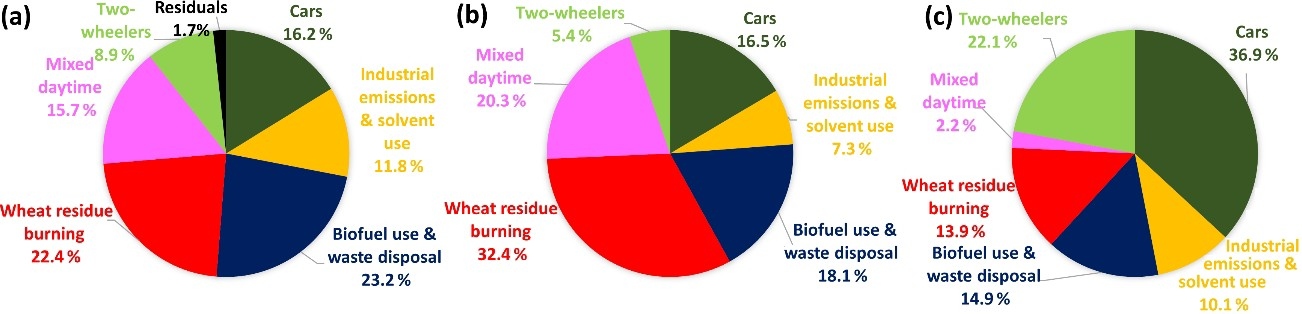 (a)
Two-
wheelers
8.9 %
Residuals
1.7%
Cars
16.2 %
Industrial
emissions
& solvent
use
11.8 %
Mixed
daytime
15.7 %
Wheat residue
burning
22.4 %
Biofuel use &
waste disposal
23.2 %
(b)
Two-wheelers
5.4 %
Cars
16.5 %
Mixed
daytime
20.3 %
Industrial
emissions &
solvent use
7.3 %
Wheat residue
burning
32.4 %
Biofuel use &
waste disposal
18.1 %
(c)
Two-wheelers
22.1 %
Cars
36.9 %
Mixed
daytime
2.2 %
Wheat residue
burning
13.9 %
Biofuel use &
waste disposal
14.9 %
Industrial
emissions &
solvent use
10.1 %